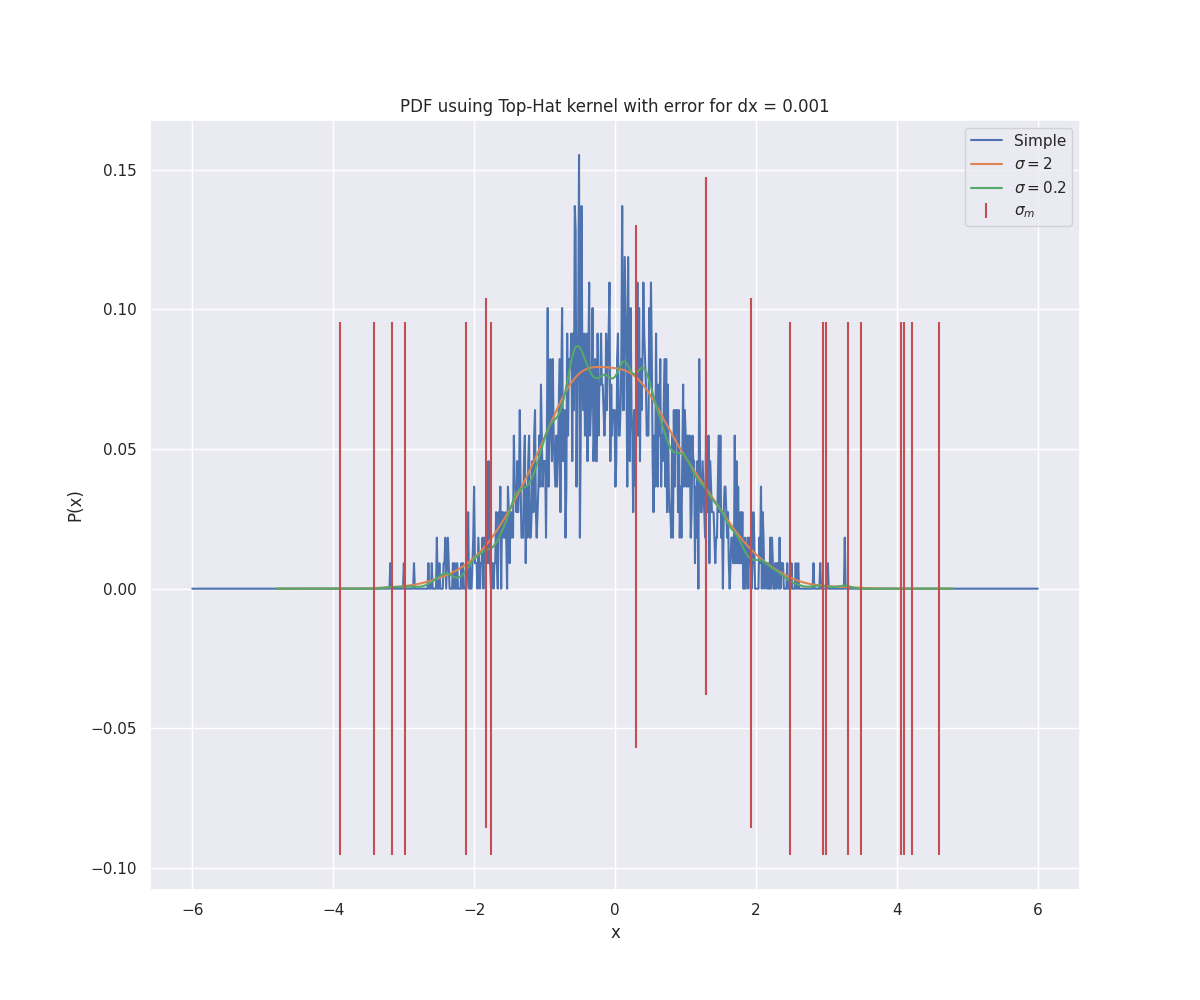 PDF usuing Top-Hat kernel with error for dx = 0.001
Simple
σ = 2
σ = 0.2
σm
0.15
0.10
0.05
0.00
−0.05
−0.10
P(x)
−6 −4 −2 0 2 4 6
x